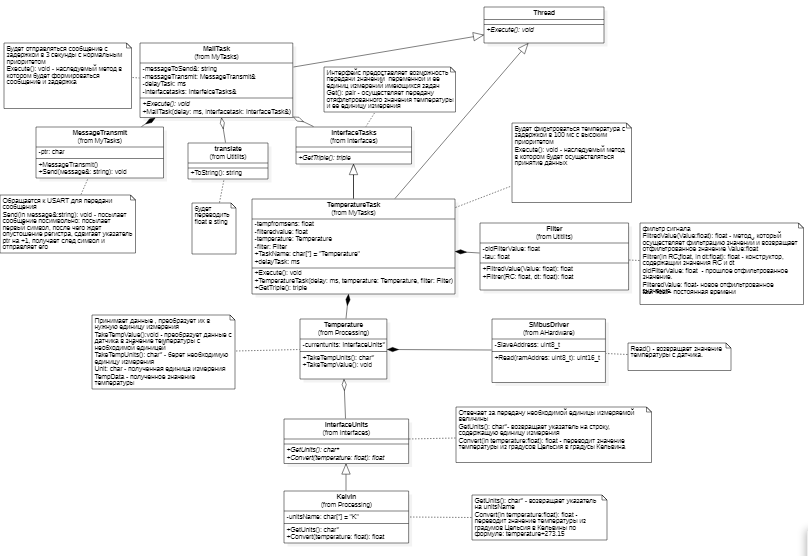 Thread
+Execute(): void
MailTask
(from MyTasks)
-messageToSend&: string
-messageTransmit: MessageTransmit&
-delayTask: ms
-interfacetasks: InterfaceTasks&
+Execute(): void
+MailTask(delay: ms, interfacetask: InterfaceTask&)
Будет отправляться сообщение с
задержкой в 3 секунды с нормальным
приоритетом
Execute(): void - наследуемый метод в
котором будет формироваться
сообщение и задержка
Интерфейс предоставляет возможность
передачи значений переменной и ее
единиц измерении имеющихся задач
Get(): pair - осуществляет передачу
отфильтрованного значения температуры
и ее единицу измерения
MessageTransmit
(from MyTasks)
-ptr: char
+MessageTransmit()
+Send(message&: string): void
translate
(from Utitlits)
+ToString(): string
InterfaceTasks
(from Interfaces)
+GetTriple(): triple
Будет фильтроваться температура с
задержкой в 100 мс с высоким
приоритетом
Execute(): void - наследуемый метод
в котором будет осуществляться
принятие данных
Обращается к USART для передачи
сообщения
Send(in message&:string): void - посылает
сообщение посимвольно: посылает
первый символ, после чего ждет
опустошение регистра, сдвигает указатель
ptr на +1, получает след символ и
отправляет его
будет
переводить
float в sting
TemperatureTask
(from MyTasks)
-tempfromsens: float
-filteredvalue: float
-temperature: Temperature
-filter: Filter
+TaskName: char[*] = "Temperature"
+delayTask: ms
+Execute(): void
+TemperatureTask(delay: ms, temperature: Temperature, filter: Filter)
+GetTriple(): triple
Filter
(from Utitlits)
-oldFilterValue: float
-tau: float
+FiltredValue(Value:float): float
+Filtrer(RC: float, dt: float): float
фильтр сигнала
FiltredValue(Value:float): float - метод, который
осуществляет фильтрацию значении и возвращает
отфильтрованное значение Value:float
Filtrer(in RC:float, in dt:float): float - конструктор,
содержащий значения RC и dt
oldFilterValue: float - прошлое отфильтрованное
значение.
FilteredValue: float- новое отфильтрованное
постоянная времени
Принимает данные , преобразует их в
нужную единицу измерения
TakeTempValue():void - преобразует данные с
датчика в значение температуры с
необходимой единицей
TakeTempUnits(): char* - берет необходимую
единицу измерения
Unit: char - полученная единица измерения
TempData - полученное значение
температуры
Temperature
(from Processing)
-currentunits: InterfaceUnits*
+TakeTempUnits(): char*
+TakeTempValue(): void
SMbusDriver
(from AHardware)
-SlaveAddress: uint8_t
+Read(ramAddres: uint8_t): uint16_t
Read() - возвращает значение
температуры с датчика.
InterfaceUnits
(from Interfaces)
+GetUnits(): char*
+Convert(temperature: float): float
Отвечает за передачу необходимой единицы измеряемой
величины
GetUnits(): char* - возвращает указатель на строку,
содержащую единицу измерения
Convert(in temperature:float): float - переводит значение
температуры из градусов Цельсия в градусы Кельвина
Kelvin
(from Processing)
-unitsName: char[*] = "K"
+GetUnits(): char*
+Convert(temperature: float): float
GetUnits(): char* - возвращает указатель
на unitsName
Convert(in temperature:float): float -
переводит значение температуры из
градумов Цельсия в Кельвины по
формуле: temperature+273.15